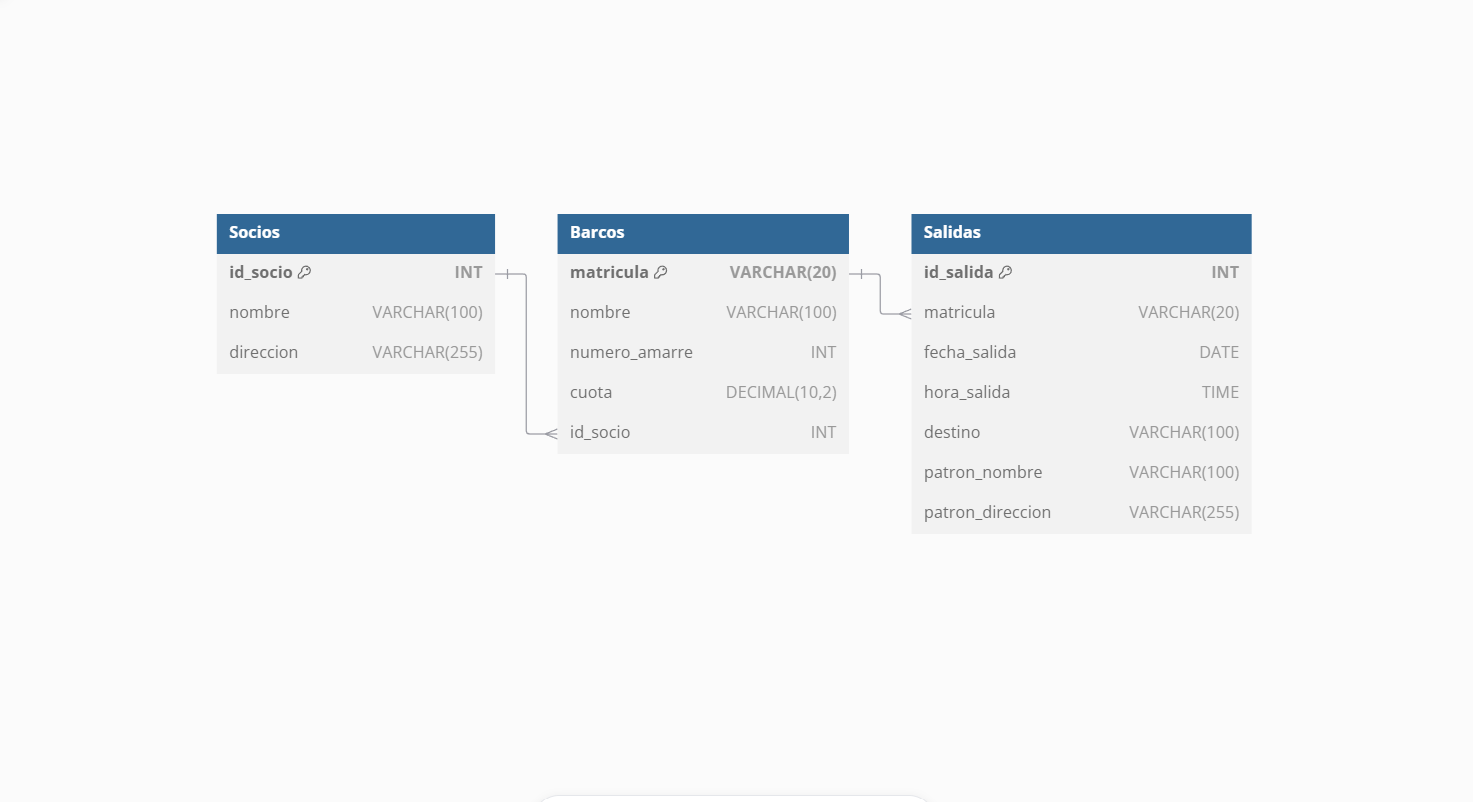 Socios
id_socio INT
nombre VARCHAR(100)
direccion VARCHAR(255)
Barcos
matricula VARCHAR(20)
nombre VARCHAR(100)
numero_amarre INT
cuota DECIMAL(10,2)
id_socio INT
Salidas
id_salida INT
matricula VARCHAR(20)
fecha_salida DATE
hora_salida TIME
destino VARCHAR(100)
patron_nombre VARCHAR(100)
patron_direccion VARCHAR(255)